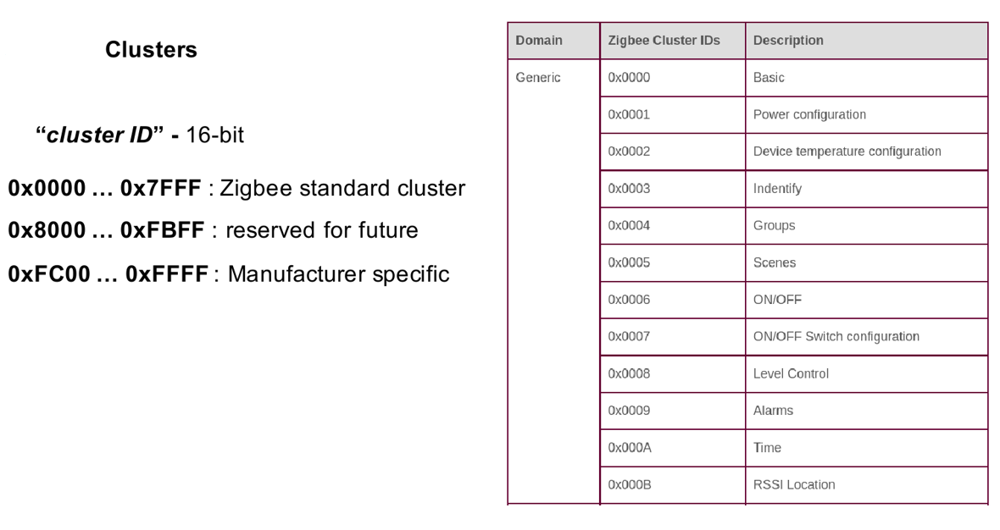 Clusters
“cluster ID” - 16-bit
0x0000 … 0x7FFF : Zigbee standard cluster
0x8000 … 0xFBFF : reserved for future
0xFC00 … 0xFFFF : Manufacturer specific
Domain Zigbee Cluster IDs Description
Generic 0x0000 Basic
0x0001 Power configuration
0x0002 Device temperature configuration
0x0003 Indentify
0x0004 Groups
0x0005 Scenes
0x0006 ON/OFF
0x0007 ON/OFF Switch configuration
0x0008 Level Control
0x0009 Alarms
0x000A Time
0x000B RSSI Location